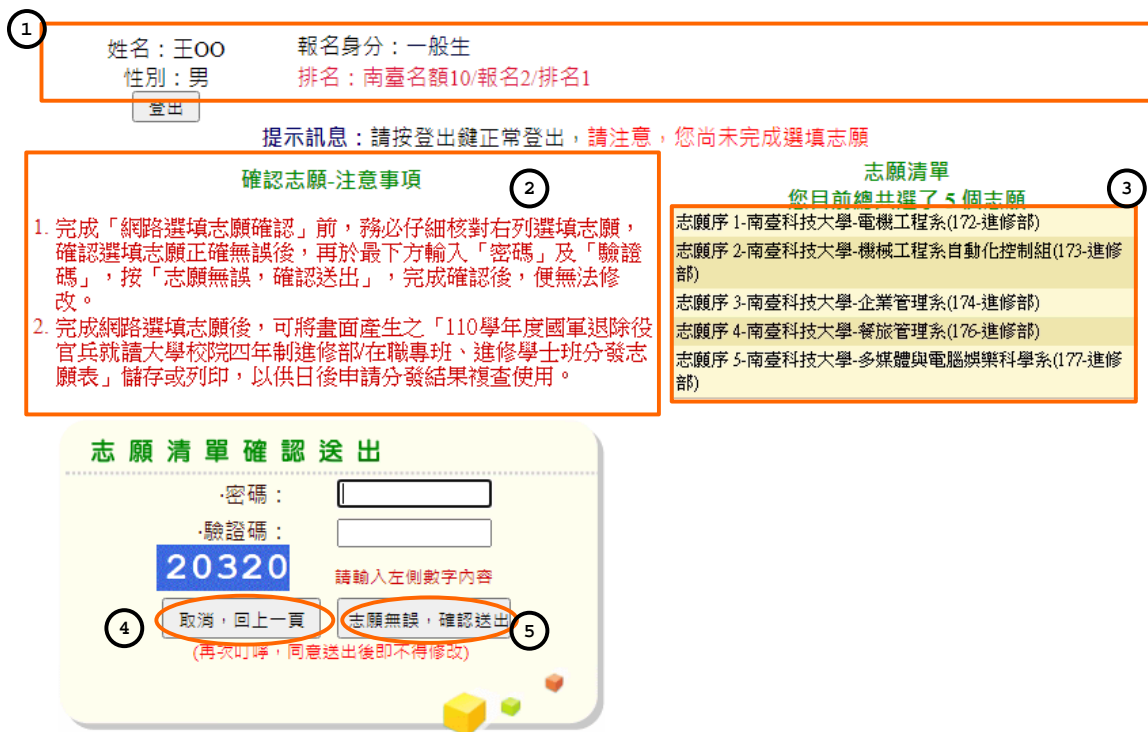 1
姓名：王OO
報名身分：一般生
性別：男
排名：南臺名額10/報名2/排名1
登出
提示訊息：請按登出鍵正常登出，請注意，您尚未完成選填志願
確認志願-注意事項
2
1. 完成「網路選填志願確認」前，務必仔細核對右列選填志願，
確認選填志願正確無誤後，再於最下方輸入「密碼」及「驗證
碼」，按「志願無誤，確認送出」，完成確認後，便無法修
改。
2. 完成網路選填志願後，可將畫面產生之「110學年度國軍退除役
官兵就讀大學校院四年制進修部/在職專班、進修學士班分發志
願表」儲存或列印，以供日後申請分發結果複查使用。
志願清單
3
您目前總共選了 5 個志願
志願序 1-南臺科技大學-電機工程系(172-進修部)
志願序 2-南臺科技大學-機械工程系自動化控制組(173-進修
部)
志願序 3-南臺科技大學-企業管理系(174-進修部)
志願序 4-南臺科技大學-餐旅管理系(176-進修部)
志願序 5-南臺科技大學-多媒體與電腦娛樂科學系(177-進修
部)
志願清單確認送出
·密碼：
·驗證碼：
20320
請輸入左側數字內容
4
取消，回上一頁
志願無誤，確認送出
5
(再次叮嚀，同意送出後即不得修改)